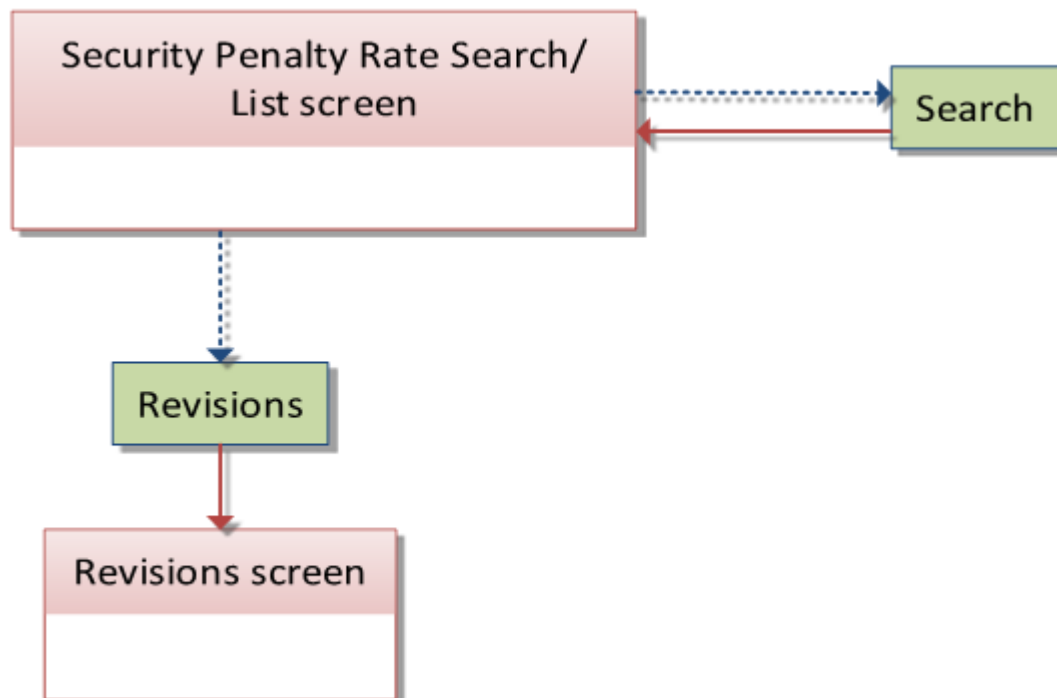 Security Penalty Rate Search/
List screen
Search
Revisions
Revisions screen